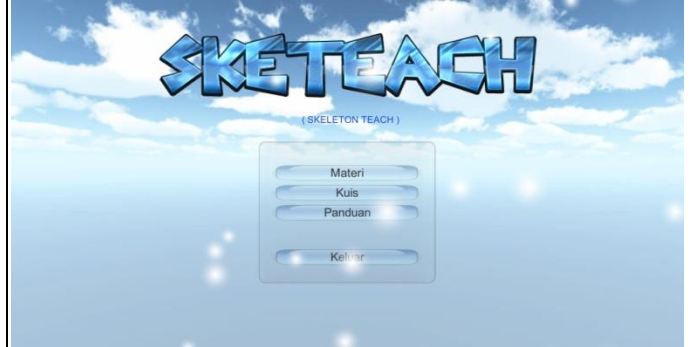 SKETEACH
( SKELETON TEACH )
Materi
Kuis
Panduan
Keluar